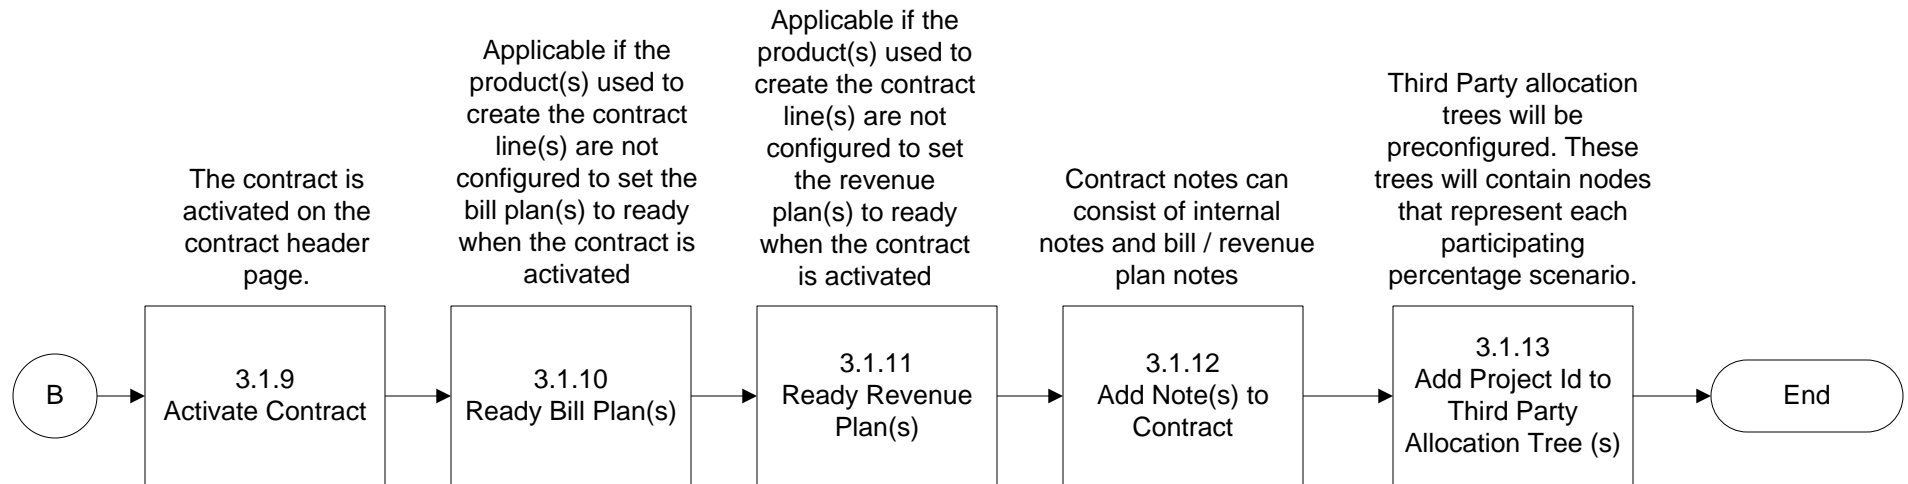 The contract is
activated on the
contract header
page.
Applicable if the
product(s) used to
create the contract
line(s) are not
configured to set the
bill plan(s) to ready
when the contract is
activated
Applicable if the
product(s) used to
create the contract
line(s) are not
configured to set
the revenue
plan(s) to ready
when the contract
is activated
Contract notes can
consist of internal
notes and bill / revenue
plan notes
Third Party allocation
trees will be
preconfigured. These
trees will contain nodes
that represent each
participating
percentage scenario.
B
3.1.9
Activate Contract
3.1.10
Ready Bill Plan(s)
3.1.11
Ready Revenue
Plan(s)
3.1.12
Add Note(s) to
Contract
3.1.13
Add Project Id to
Third Party
Allocation Tree (s)
End